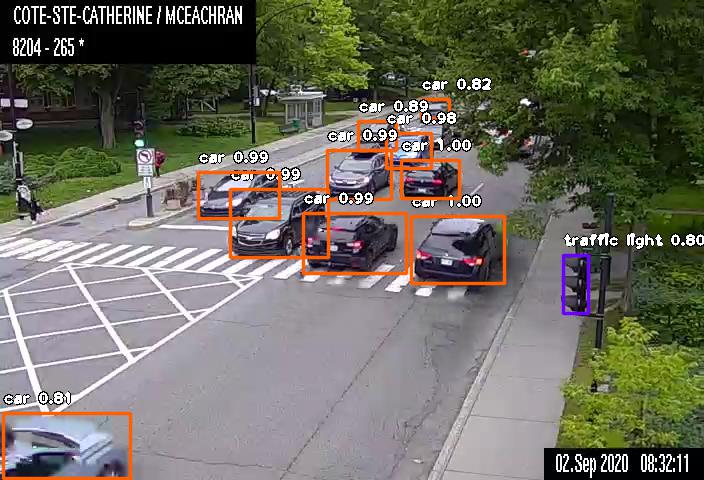 COTE-STE-CATHERINE / MCEACHRAN
8204 - 265 *
car 0.82
car 0.89
car 0.98
car 0.99
car 1.00
car 0.99
car 0.99
car 0.99
car 1.00
traffic light 0.80
car 0.81
02.Sep 2020 08:32:11